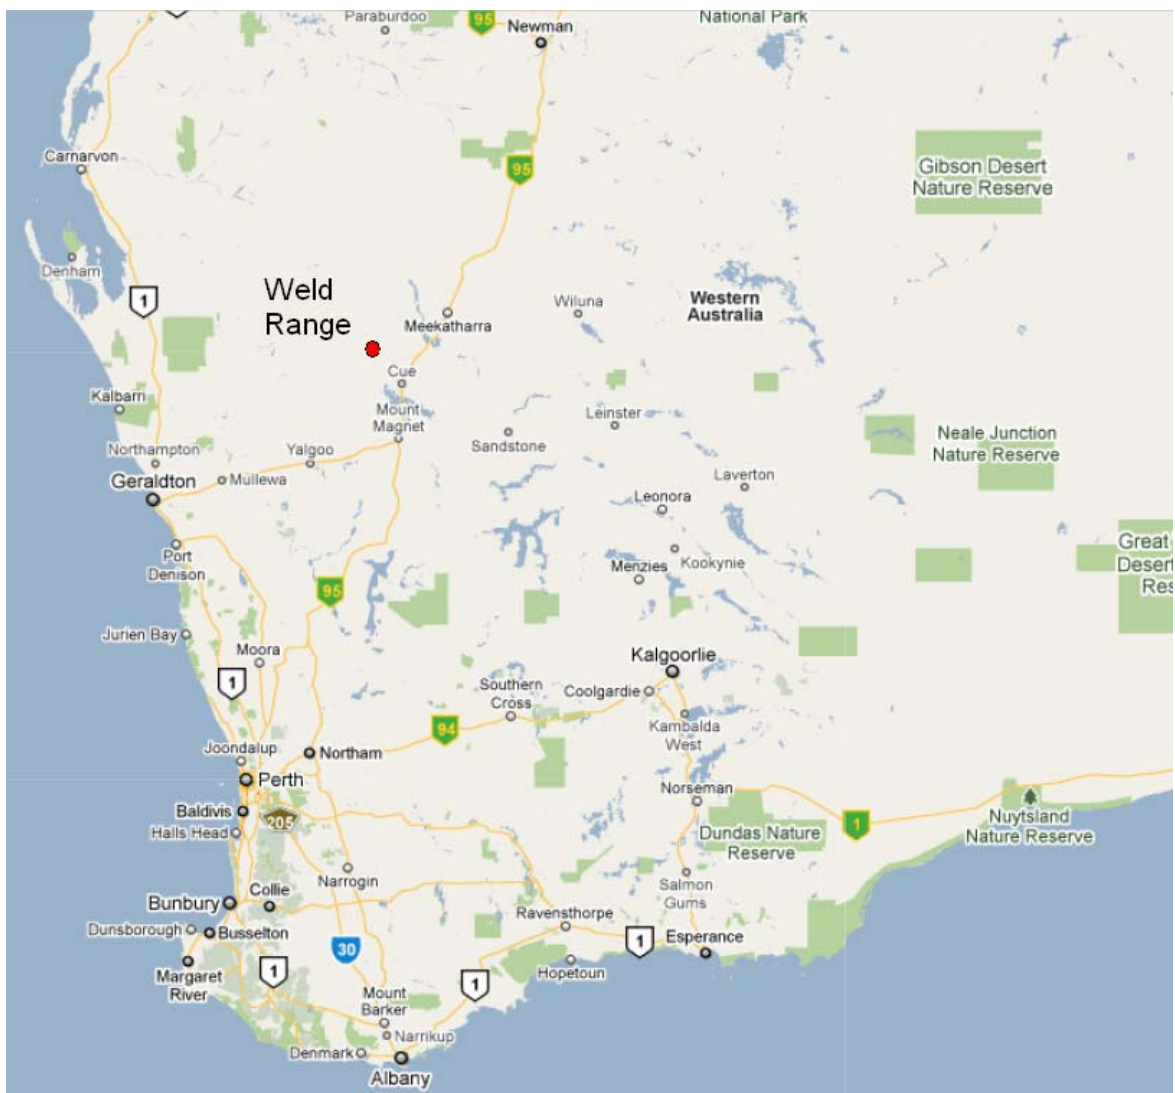 Paraburdoo
95
National Park
Newman
Carnarvon
95
Gibson Desert
Nature Reserve
Denham
1
Weld
Range
Meekatharra
Wiluna
Western
Australia
Cue
Kalbarri
Mount
Magnet
Leinster
Sandstone
Neale Junction
Nature Reserve
Northampton
Yalgoo
Geraldton
Mullewa
Laverton
Leonora
Port
Denison
Kookynie
Menzies
Great
Desert
Res
95
Jurien Bay
Moora
Kalgoorlie
1
Southern
Cross
Coolgardie
Kambalda
West
94
Joondalup
Northam
Perth
Norseman
Baldivis
205
Halls Head
Nuytsland
Nature Reserve
1
Dundas Nature
Reserve
Narrogin
Salmon
Gums
Collie
Bunbury
Ravensthorpe
Dunsborough
Busselton
30
1
Esperance
Margaret
River
1
1
Hopetoun
Mount
Barker
Narrikup
Denmark
Albany